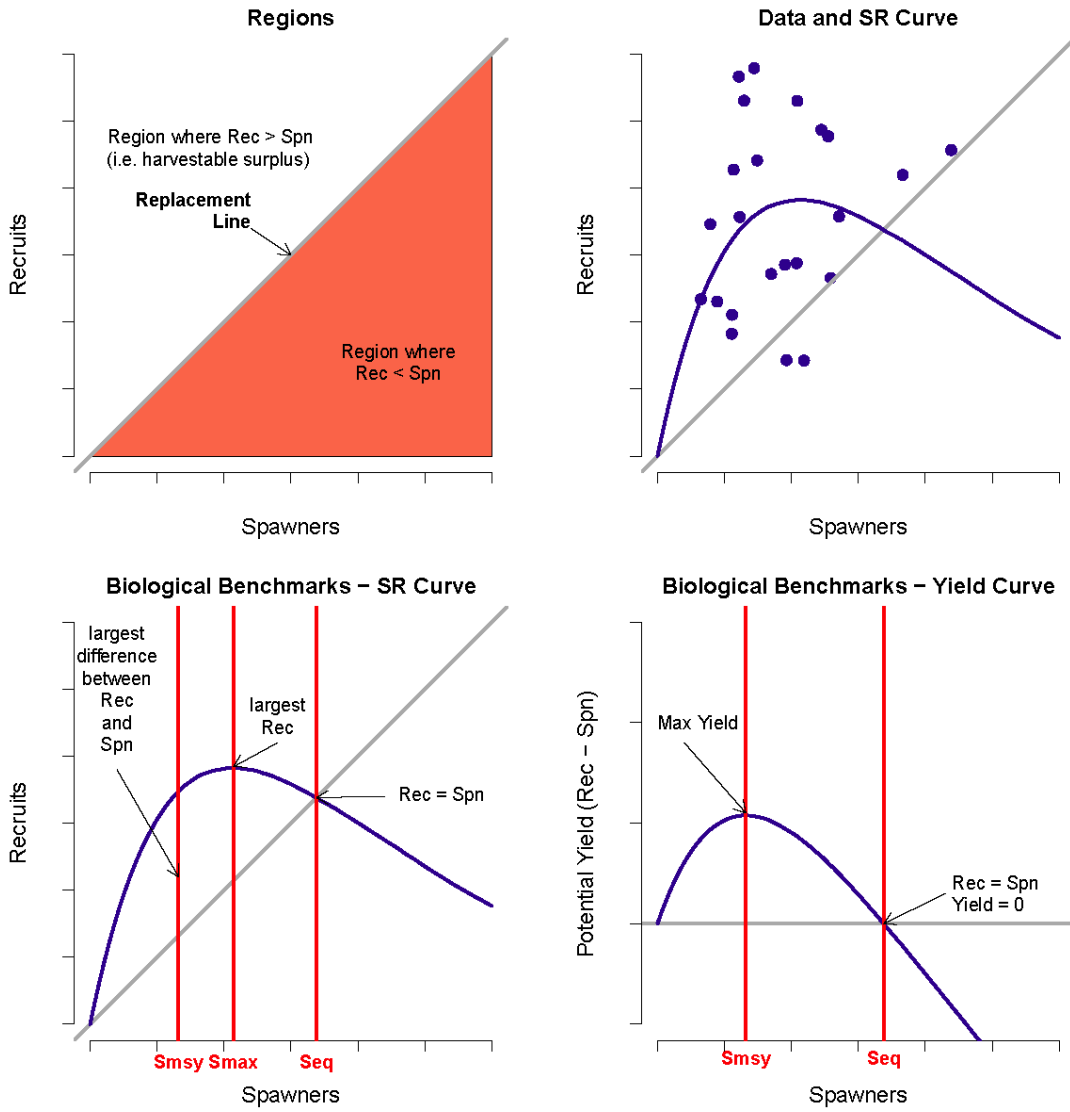 Regions
Region where Rec > Spn
(i.e. harvestable surplus)
Replacement
Line
Region where
Rec < Spn
Recruits
Spawners
Data and SR Curve
Recruits
Spawners
Biological Benchmarks − SR Curve
largest
difference
between
Rec
and
Spn
largest
Rec
Rec = Spn
Recruits
Smsy Smax Seq
Spawners
Biological Benchmarks − Yield Curve
Max Yield
Rec = Spn
Yield = 0
Potential Yield (Rec − Spn)
Smsy Seq
Spawners